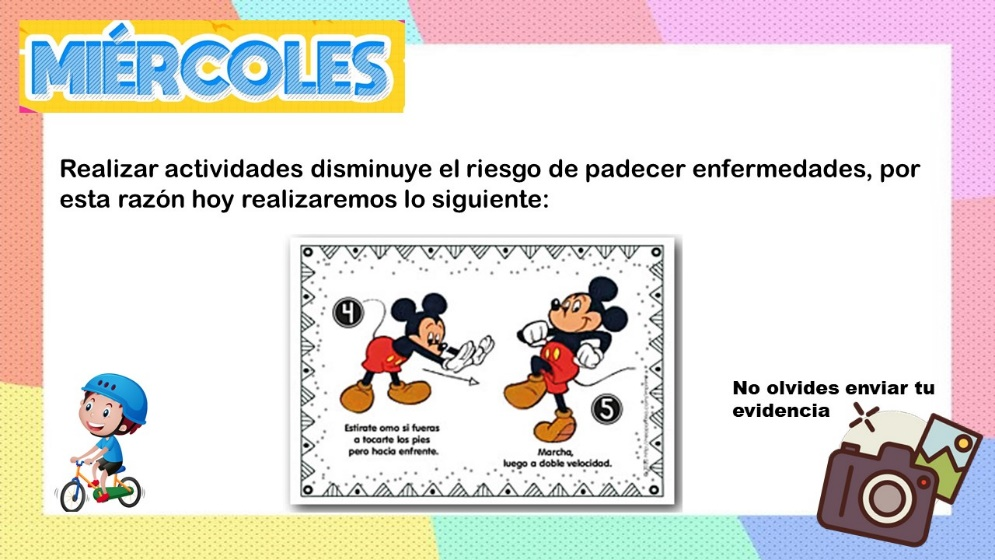 MIÉRCOLES
Realizar actividades disminuye el riesgo de padecer enfermedades, por
esta razón hoy realizaremos lo siguiente:
4
Estirate omo si fueras
a tocarte los pies
pero hacia enfrente.
5
Marcha,
luego a doble velocidad.
No olvides enviar tu
evidencia